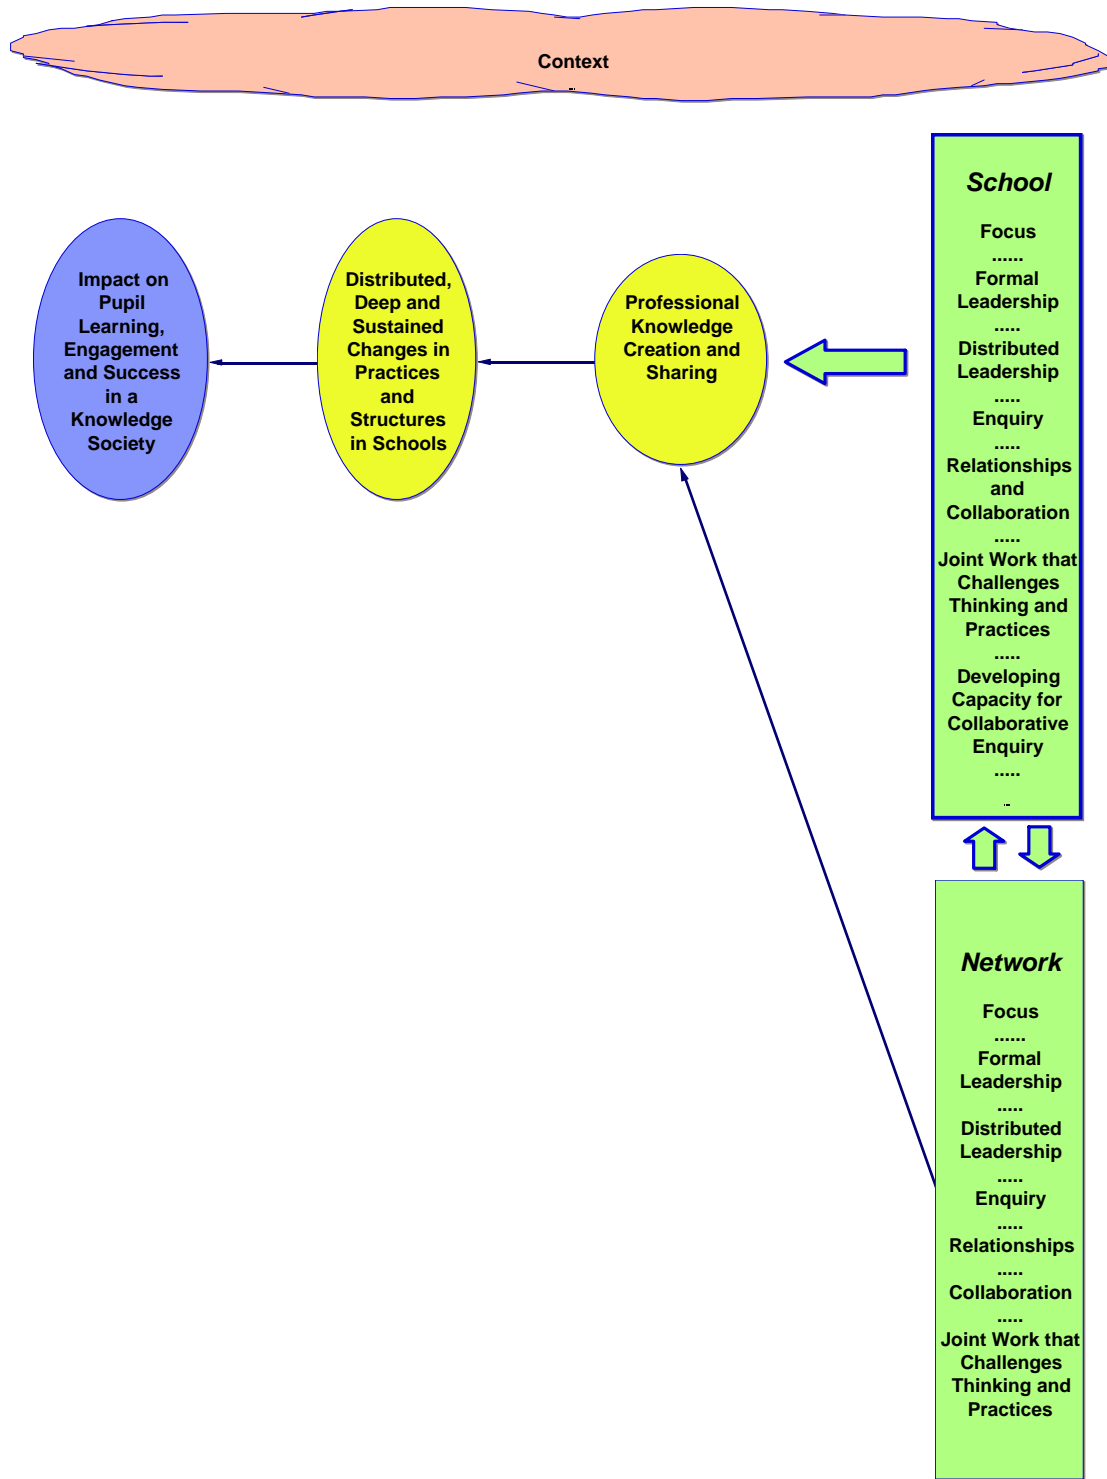 Context
School
Focus
......
Formal
Leadership
.....
Distributed
Leadership
.....
Enquiry
.....
Relationships
and
Collaboration
.....
Joint Work that
Challenges
Thinking and
Practices
.....
Developing
Capacity for
Collaborative
Enquiry
.....
Impact on
Pupil
Learning,
Engagement
and Success
in a
Knowledge
Society
Distributed,
Deep and
Sustained
Changes in
Practices
and
Structures
in Schools
Professional
Knowledge
Creation and
Sharing
Network
Focus
......
Formal
Leadership
.....
Distributed
Leadership
.....
Enquiry
.....
Relationships
.....
Collaboration
.....
Joint Work that
Challenges
Thinking and
Practices